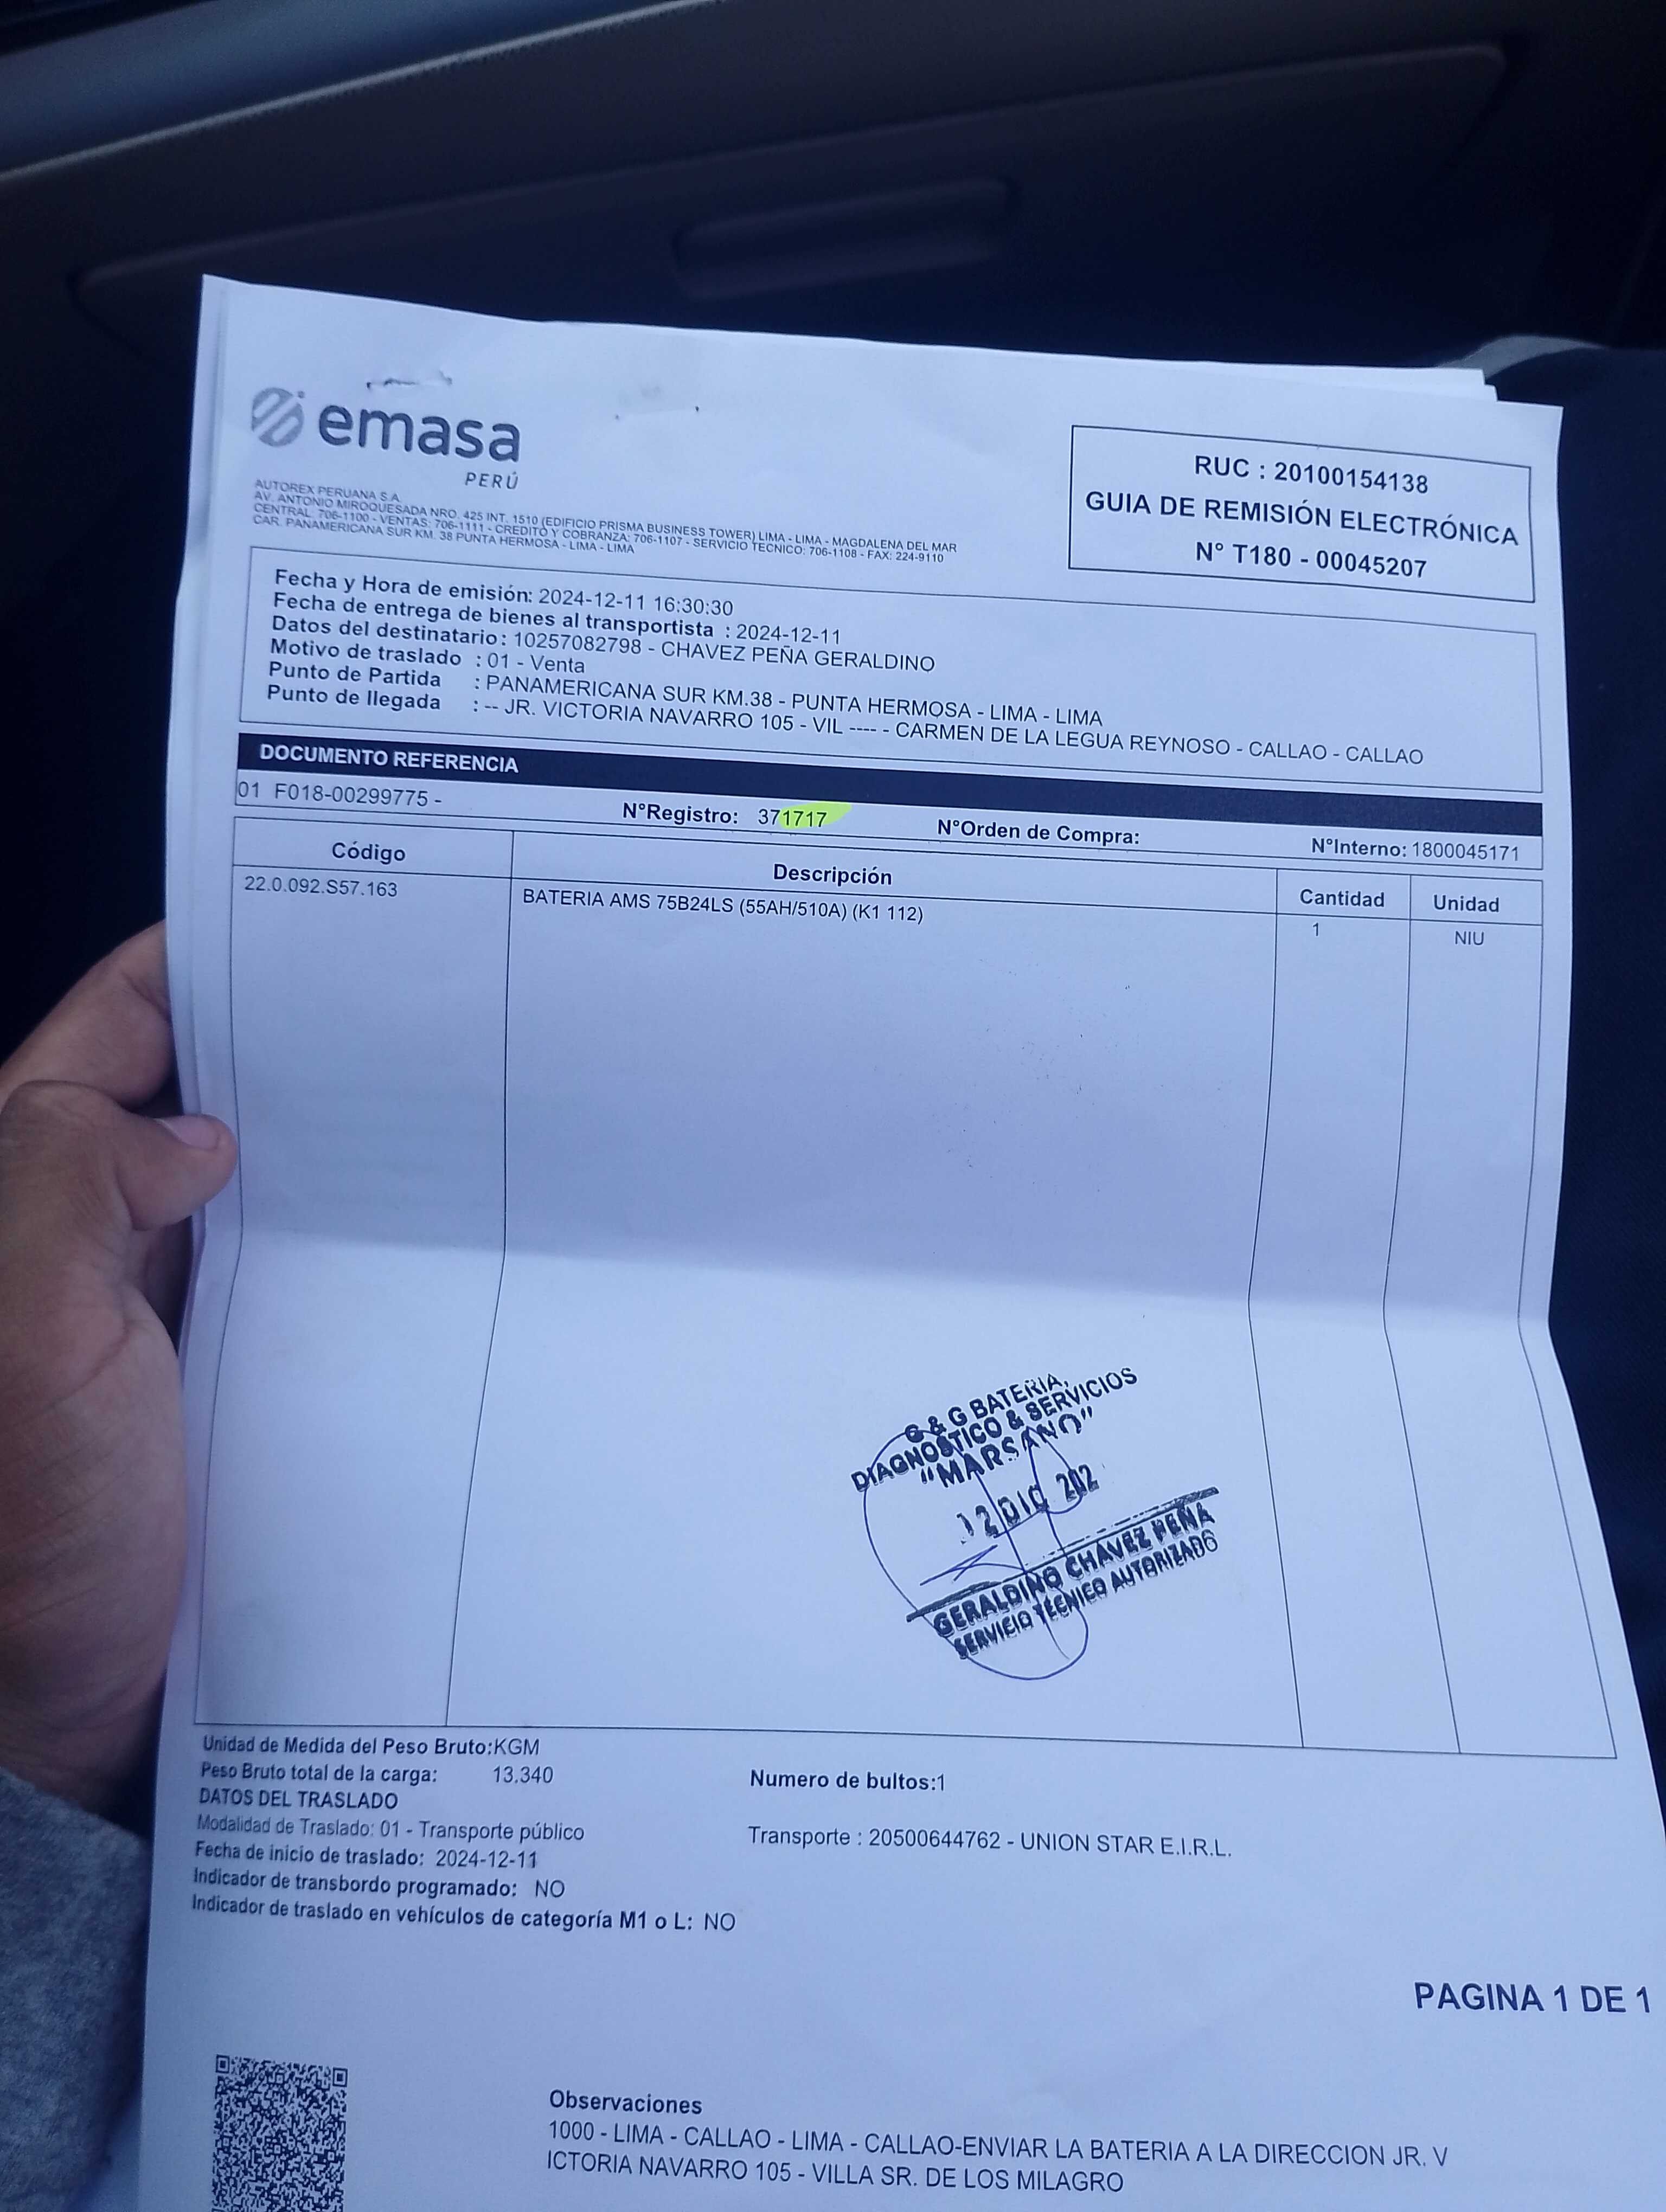 emasa
PERÚ
AUTOREX PERUANA S.A.
AV. ANTONIO MIROQUESADA NRO. 425 INT. 1510 (EDIFICIO PRISMA BUSINESS TOWER) LIMA - LIMA - MAGDALENA DEL MAR
CENTRAL: 706-1100 - VENTAS: 706-1111 - CREDITO Y COBRANZA: 706-1107 - SERVICIO TECNICO: 706-1108 - FAX: 224-9110
CAR. PANAMERICANA SUR KM. 38 PUNTA HERMOSA - LIMA - LIMA
RUC : 20100154138
GUIA DE REMISIÓN ELECTRÓNICA
N° T180 - 00045207
Fecha y Hora de emisión: 2024-12-11 16:30:30
Fecha de entrega de bienes al transportista : 2024-12-11
Datos del destinatario : 10257082798 - CHAVEZ PEÑA GERALDINO
Motivo de traslado : 01 - Venta
Punto de Partida : PANAMERICANA SUR KM.38 - PUNTA HERMOSA - LIMA - LIMA
Punto de llegada : -- JR. VICTORIA NAVARRO 105 - VIL ---- - CARMEN DE LA LEGUA REYNOSO - CALLAO - CALLAO
DOCUMENTO REFERENCIA
01 F018-00299775 - N°Registro: 371717 N°Orden de Compra: N°Interno: 1800045171
Código Descripción Cantidad Unidad
22.0.092.S57.163 BATERIA AMS 75B24LS (55AH/510A) (K1 112) 1 NIU
G & G BATERIA,
DIAGNOSTICO & SERVICIOS
"MARSANO"
12 DIC 202
GERALDINO CHAVEZ PEÑA
SERVICIO TECNICO AUTORIZADO
Unidad de Medida del Peso Bruto:KGM
Peso Bruto total de la carga: 13.340 Numero de bultos:1
DATOS DEL TRASLADO
Modalidad de Traslado: 01 - Transporte público Transporte : 20500644762 - UNION STAR E.I.R.L.
Fecha de inicio de traslado: 2024-12-11
Indicador de transbordo programado: NO
Indicador de traslado en vehículos de categoría M1 o L: NO
PAGINA 1 DE 1
Observaciones
1000 - LIMA - CALLAO - LIMA - CALLAO-ENVIAR LA BATERIA A LA DIRECCION JR. V
ICTORIA NAVARRO 105 - VILLA SR. DE LOS MILAGRO